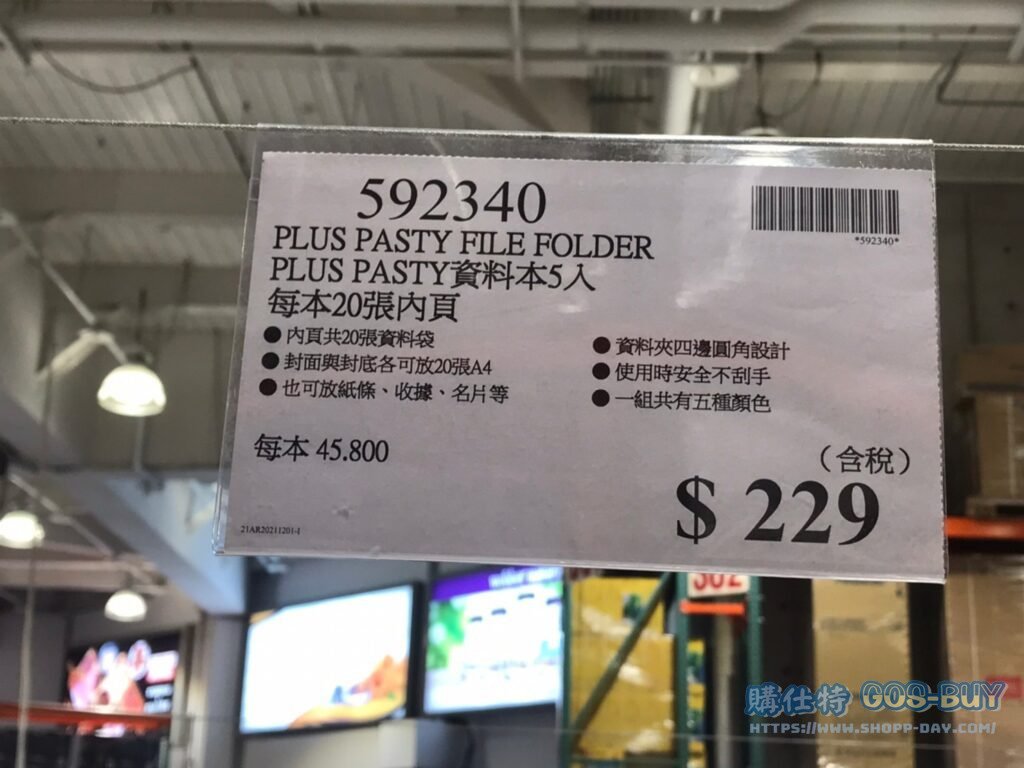 592340
*592340*
PLUS PASTY FILE FOLDER
PLUS PASTY資料本5入
每本20張內頁
●內頁共20張資料袋
●封面與封底各可放20張A4
●也可放紙條、收據、名片等
●資料夾四邊圓角設計
●使用時安全不刮手
●一組共有五種顏色
每本 45.800
(含稅)
$ 229
21AR20211201-I
302
購仕特 GOS-BUY
HTTPS://WWW.SHOPP-DAY.COM/